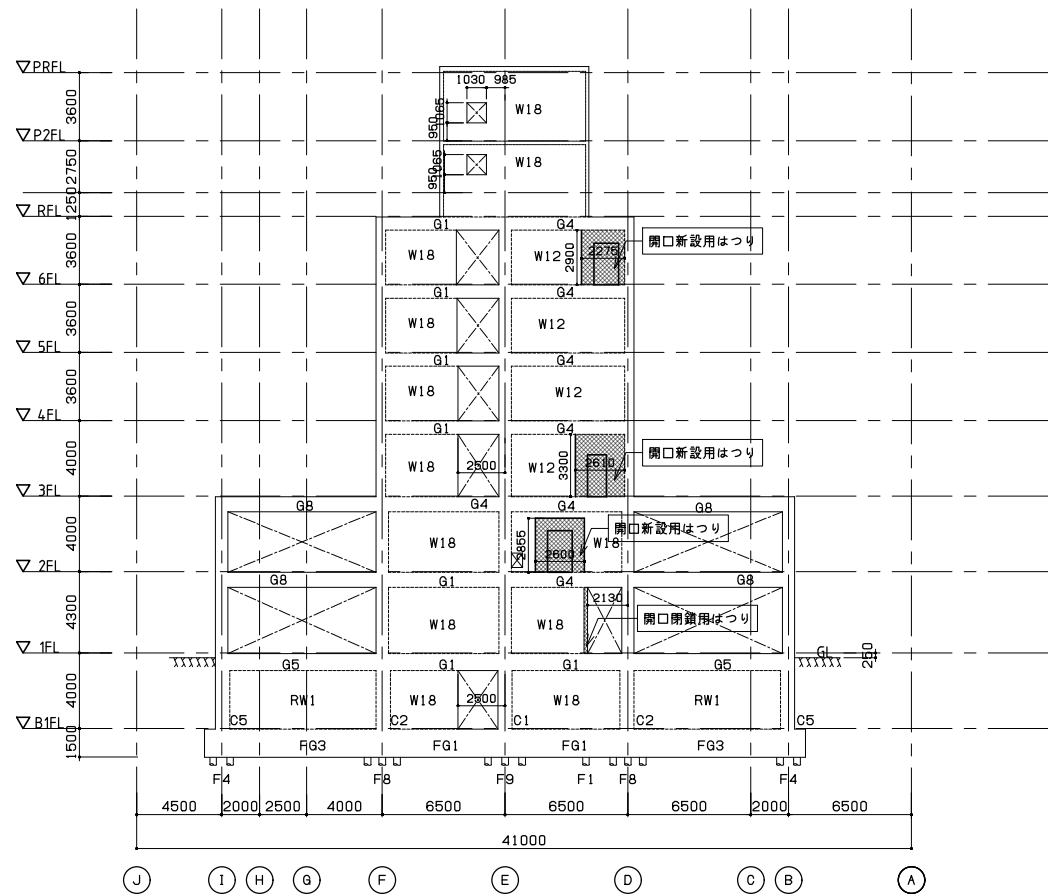 ▽PRFL
1030 985
3600
1065
950
W18
▽P2FL
2750
1065
950
W18
1250
▽RFL
G1 G4
開口新設用はつり
3600
W18 W12 2900 2275
▽6FL
G1 G4
3600
W18 W12
▽5FL
G1 G4
3600
W18 W12
▽4FL
G1 G4
開口新設用はつり
4000
W18 2500 W12 3300 2610
▽3FL
G8 G4 G4 G8
開口新設用はつり
4000
W18 2855 2600 W18
▽2FL
G8 G1 G4 G8
2130
4300
W18 W18
開口閉鎖用はつり
▽1FL
GL
250
G5 G1 G1 G5
4000
RW1 W18 2500 W18 RW1
▽B1FL
C5 C2 C1 C2 C5
1500
FG3 FG1 FG1 FG3
F4 F8 F9 F1 F8 F4
4500 2000 2500 4000 6500 6500 6500 2000 6500
41000
J I H G F E D C B A